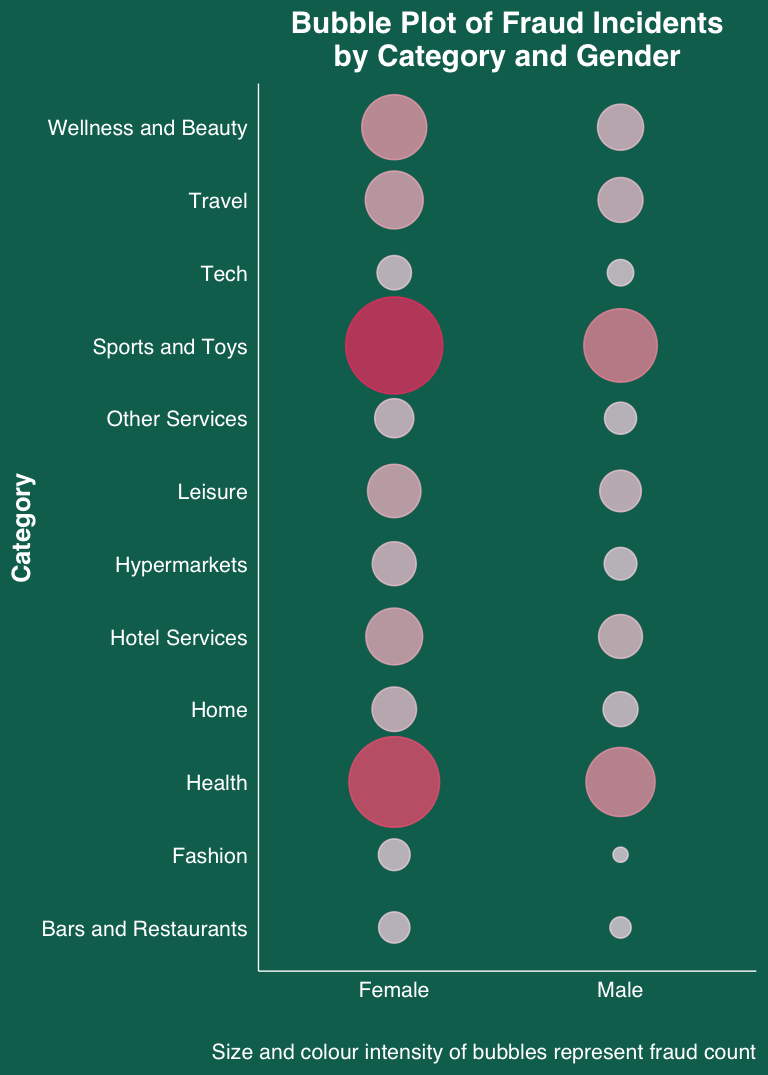 Bubble Plot of Fraud Incidents
by Category and Gender
Wellness and Beauty
Travel
Tech
Sports and Toys
Other Services
Leisure
Hypermarkets
Hotel Services
Home
Health
Fashion
Bars and Restaurants
Category
Female
Male
Size and colour intensity of bubbles represent fraud count